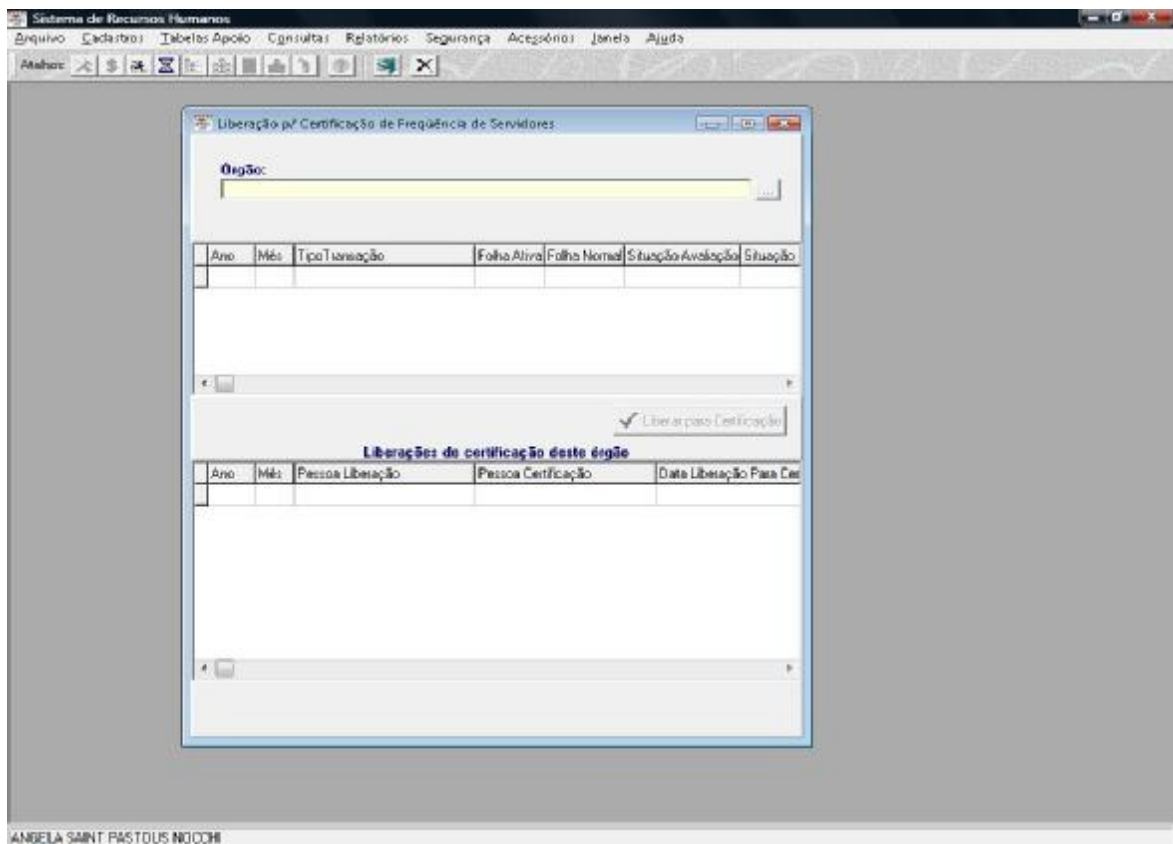 Sistema de Recursos Humanos
Arquivo Cadastros Tabelas Apoio Consultas Relatórios Segurança Acessórios Janela Ajuda
Atalhos:
Liberação p/ Certificação de Freqüência de Servidores
Órgão:
...
Ano Mês TipoTransação Folha Ativa Folha Normal Situação Avaliação Situação
Liberar para Certificação
Liberações de certificação deste órgão
Ano Mês Pessoa Liberação Pessoa Certificação Data Liberação Para Cer
ANGELA SAINT PASTOUS NOCCHI